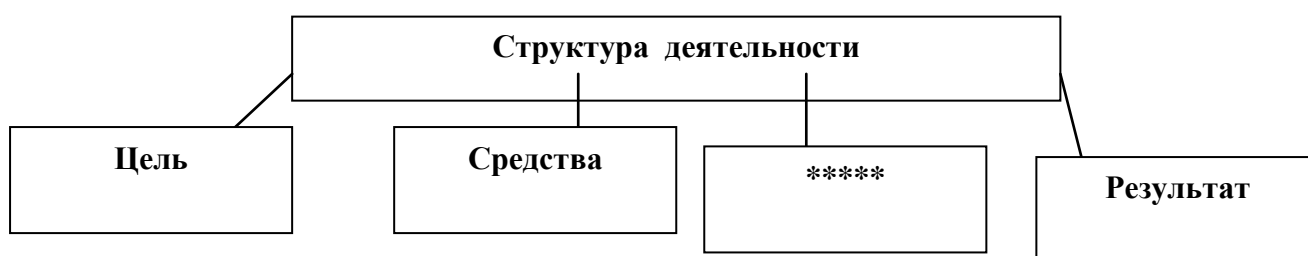 Структура деятельности
Цель
Средства
*****
Результат